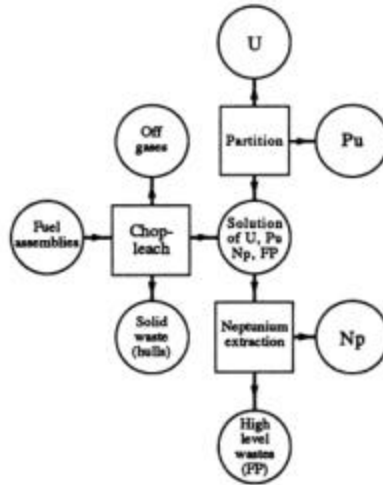 U
Off
gases
Partition
Pu
Fuel
assemblies
Chop-
leach
Solution
of U, Pu
Np, FP
Solid
waste
(hulls)
Neptunium
extraction
Np
High
level
wastes
(FP)